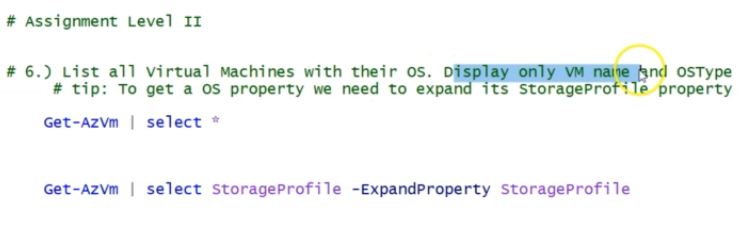 # Assignment Level II
# 6.) List all Virtual Machines with their OS. Display only VM name and OSType
# tip: To get a OS property we need to expand its StorageProfile property
Get-AzVm | select *
Get-AzVm | select StorageProfile -ExpandProperty StorageProfile